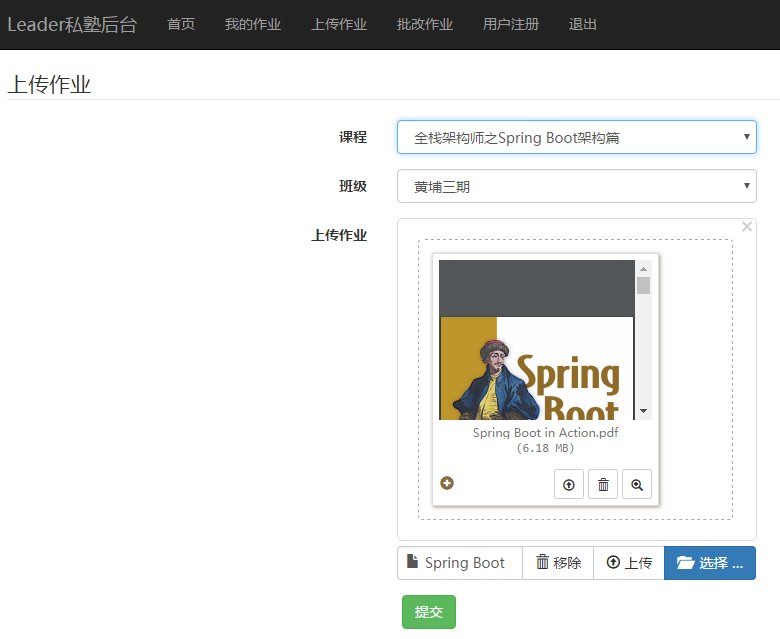 Leader私塾后台 首页 我的作业 上传作业 批改作业 用户注册 退出
上传作业
课程 全栈架构师之Spring Boot架构篇
班级 黄埔三期
上传作业
Spring
Boot
Spring Boot in Action.pdf
(6.18 MB)
Spring Boot 移除 上传 选择 ...
提交